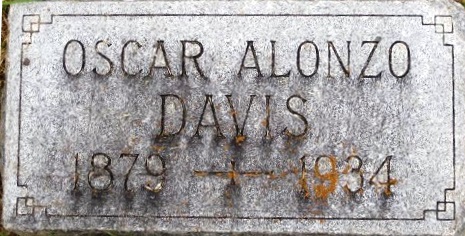 OSCAR ALONZO
DAVIS
1879 + 1934